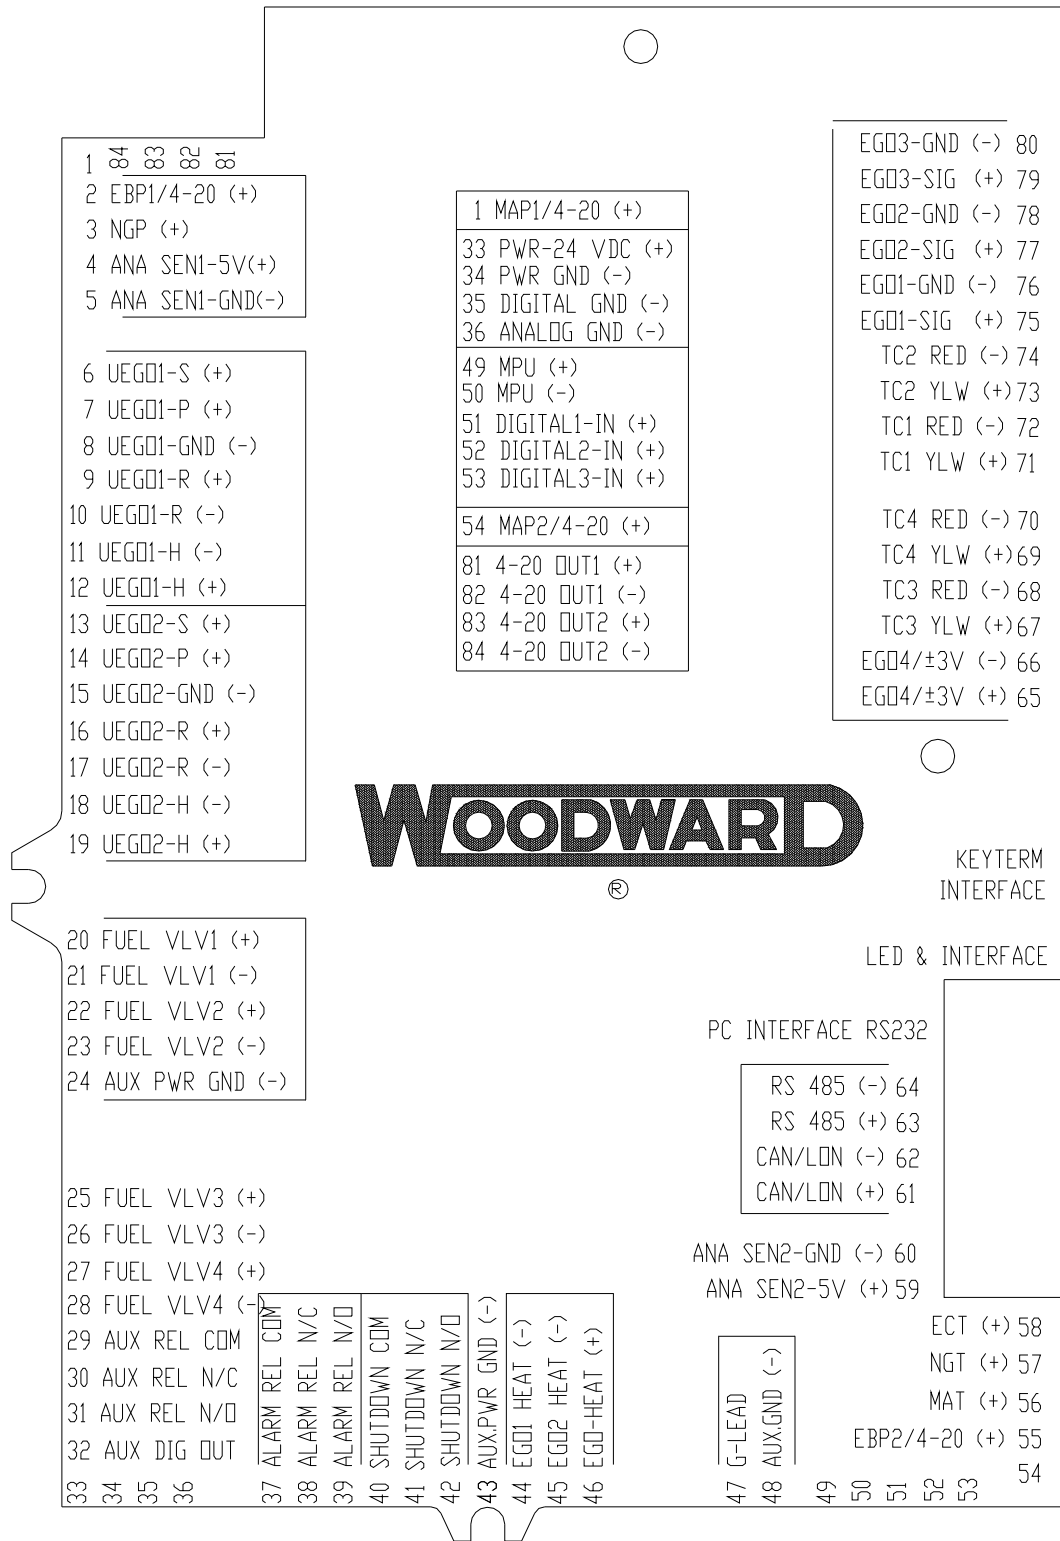 1
84
83
82
81
2 EBP1/4-20 (+)
3 NGP (+)
4 ANA SEN1-5V(+)
5 ANA SEN1-GND(-)
6 UEGO1-S (+)
7 UEGO1-P (+)
8 UEGO1-GND (-)
9 UEGO1-R (+)
10 UEGO1-R (-)
11 UEGO1-H (-)
12 UEGO1-H (+)
13 UEGO2-S (+)
14 UEGO2-P (+)
15 UEGO2-GND (-)
16 UEGO2-R (+)
17 UEGO2-R (-)
18 UEGO2-H (-)
19 UEGO2-H (+)
20 FUEL VLV1 (+)
21 FUEL VLV1 (-)
22 FUEL VLV2 (+)
23 FUEL VLV2 (-)
24 AUX PWR GND (-)
25 FUEL VLV3 (+)
26 FUEL VLV3 (-)
27 FUEL VLV4 (+)
28 FUEL VLV4 (-)
29 AUX REL COM
30 AUX REL N/C
31 AUX REL N/O
32 AUX DIG OUT
33
34
35
36
1 MAP1/4-20 (+)
33 PWR-24 VDC (+)
34 PWR GND (-)
35 DIGITAL GND (-)
36 ANALOG GND (-)
49 MPU (+)
50 MPU (-)
51 DIGITAL1-IN (+)
52 DIGITAL2-IN (+)
53 DIGITAL3-IN (+)
54 MAP2/4-20 (+)
81 4-20 OUT1 (+)
82 4-20 OUT1 (-)
83 4-20 OUT2 (+)
84 4-20 OUT2 (-)
WOODWARD
®
37 ALARM REL COM
38 ALARM REL N/C
39 ALARM REL N/O
40 SHUTDOWN COM
41 SHUTDOWN N/C
42 SHUTDOWN N/O
43 AUX.PWR GND (-)
44 EGO1 HEAT (-)
45 EGO2 HEAT (-)
46 EGO-HEAT (+)
47 G-LEAD
48 AUX.GND (-)
49
50
51
52
53
EGO3-GND (-) 80
EGO3-SIG (+) 79
EGO2-GND (-) 78
EGO2-SIG (+) 77
EGO1-GND (-) 76
EGO1-SIG (+) 75
TC2 RED (-) 74
TC2 YLW (+) 73
TC1 RED (-) 72
TC1 YLW (+) 71
TC4 RED (-) 70
TC4 YLW (+) 69
TC3 RED (-) 68
TC3 YLW (+) 67
EGO4/±3V (-) 66
EGO4/±3V (+) 65
KEYTERM
INTERFACE
LED & INTERFACE
PC INTERFACE RS232
RS 485 (-) 64
RS 485 (+) 63
CAN/LON (-) 62
CAN/LON (+) 61
ANA SEN2-GND (-) 60
ANA SEN2-5V (+) 59
ECT (+) 58
NGT (+) 57
MAT (+) 56
EBP2/4-20 (+) 55
54